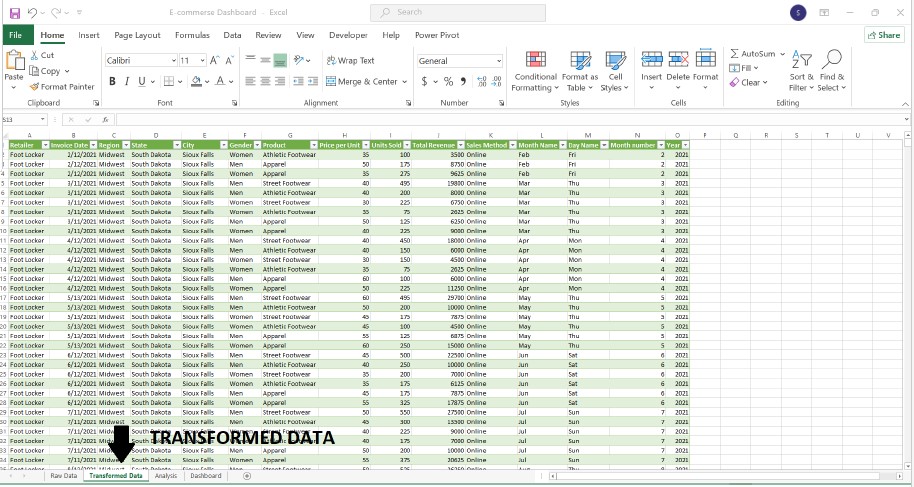 E-commerce Dashboard - Excel
Search
S
File Home Insert Page Layout Formulas Data Review View Developer Help Power Pivot Share
Paste
Cut
Copy
Format Painter
Clipboard
Calibri 11
B I U
Font
Wrap Text
Merge & Center
Alignment
General
$ % ,
Number
Conditional Formatting
Format as Table
Cell Styles
Styles
Insert Delete Format
Cells
AutoSum
Fill
Clear
Sort & Filter
Find & Select
Editing
S13 fx
A B C D E F G H I J K L M N O P Q R S T U V
Retailer Invoice Date Region State City Gender Product Price per Unit Units Sold Total Revenue Sales Method Month Name Day Name Month number Year
Foot Locker 2/12/2021 Midwest South Dakota Sioux Falls Women Athletic Footwear 35 100 3500 Online Feb Fri 2 2021
Foot Locker 2/12/2021 Midwest South Dakota Sioux Falls Women Apparel 50 175 8750 Online Feb Fri 2 2021
Foot Locker 2/12/2021 Midwest South Dakota Sioux Falls Women Apparel 35 275 9625 Online Feb Fri 2 2021
Foot Locker 3/11/2021 Midwest South Dakota Sioux Falls Men Street Footwear 40 495 19800 Online Mar Thu 3 2021
Foot Locker 3/11/2021 Midwest South Dakota Sioux Falls Men Athletic Footwear 40 200 8000 Online Mar Thu 3 2021
Foot Locker 3/11/2021 Midwest South Dakota Sioux Falls Women Street Footwear 30 225 6750 Online Mar Thu 3 2021
Foot Locker 3/11/2021 Midwest South Dakota Sioux Falls Women Athletic Footwear 35 75 2625 Online Mar Thu 3 2021
Foot Locker 3/11/2021 Midwest South Dakota Sioux Falls Men Apparel 50 125 6250 Online Mar Thu 3 2021
Foot Locker 3/11/2021 Midwest South Dakota Sioux Falls Women Apparel 40 225 9000 Online Mar Thu 3 2021
Foot Locker 4/12/2021 Midwest South Dakota Sioux Falls Men Street Footwear 40 450 18000 Online Apr Mon 4 2021
Foot Locker 4/12/2021 Midwest South Dakota Sioux Falls Men Athletic Footwear 40 150 6000 Online Apr Mon 4 2021
Foot Locker 4/12/2021 Midwest South Dakota Sioux Falls Women Street Footwear 30 150 4500 Online Apr Mon 4 2021
Foot Locker 4/12/2021 Midwest South Dakota Sioux Falls Women Athletic Footwear 35 75 2625 Online Apr Mon 4 2021
Foot Locker 4/12/2021 Midwest South Dakota Sioux Falls Men Apparel 60 100 6000 Online Apr Mon 4 2021
Foot Locker 4/12/2021 Midwest South Dakota Sioux Falls Women Apparel 50 225 11250 Online Apr Mon 4 2021
Foot Locker 5/13/2021 Midwest South Dakota Sioux Falls Men Street Footwear 60 495 29700 Online May Thu 5 2021
Foot Locker 5/13/2021 Midwest South Dakota Sioux Falls Men Athletic Footwear 50 200 10000 Online May Thu 5 2021
Foot Locker 5/13/2021 Midwest South Dakota Sioux Falls Women Street Footwear 45 175 7875 Online May Thu 5 2021
Foot Locker 5/13/2021 Midwest South Dakota Sioux Falls Women Athletic Footwear 45 100 4500 Online May Thu 5 2021
Foot Locker 5/13/2021 Midwest South Dakota Sioux Falls Men Apparel 55 125 6875 Online May Thu 5 2021
Foot Locker 5/13/2021 Midwest South Dakota Sioux Falls Women Apparel 60 250 15000 Online May Thu 5 2021
Foot Locker 6/12/2021 Midwest South Dakota Sioux Falls Men Street Footwear 45 500 22500 Online Jun Sat 6 2021
Foot Locker 6/12/2021 Midwest South Dakota Sioux Falls Men Athletic Footwear 40 250 10000 Online Jun Sat 6 2021
Foot Locker 6/12/2021 Midwest South Dakota Sioux Falls Women Street Footwear 35 200 7000 Online Jun Sat 6 2021
Foot Locker 6/12/2021 Midwest South Dakota Sioux Falls Women Athletic Footwear 35 175 6125 Online Jun Sat 6 2021
Foot Locker 6/12/2021 Midwest South Dakota Sioux Falls Men Apparel 45 175 7875 Online Jun Sat 6 2021
Foot Locker 6/12/2021 Midwest South Dakota Sioux Falls Women Apparel 55 325 17875 Online Jun Sat 6 2021
Foot Locker 7/11/2021 Midwest South Dakota Sioux Falls Men Street Footwear 50 550 27500 Online Jul Sun 7 2021
Foot Locker 7/11/2021 South Dakota Sioux Falls Men Athletic Footwear 45 300 13500 Online Jul Sun 7 2021
Foot Locker 7/11/2021 40 225 9000 Online Jul Sun 7 2021
Foot Locker 7/11/2021 40 175 7000 Online Jul Sun 7 2021
TRANSFORMED DATA
Foot Locker 7/11/2021 South Dakota Sioux Falls Men Apparel 50 200 10000 Online Jul Sun 7 2021
Foot Locker 7/11/2021 South Dakota Sioux Falls Women Apparel 55 375 20625 Online Jul Sun 7 2021
Raw Data Transformed Data Analysis Dashboard